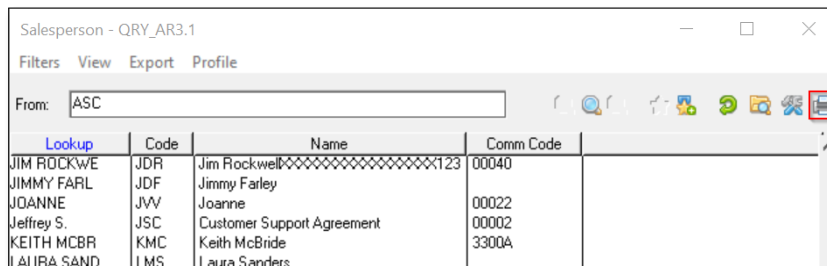 Salesperson - QRY_AR3.1
Filters View Export Profile
From: ASC
Lookup Code Name Comm Code
JIM ROCKWE JDR Jim RockwellXXXXXXXXXXXXXXXXX123 00040
JIMMY FARL JDF Jimmy Farley
JOANNE JVV Joanne 00022
Jeffrey S. JSC Customer Support Agreement 00002
KEITH MCBR KMC Keith McBride 3300A
LAURA SAND LMS Laura Sanders